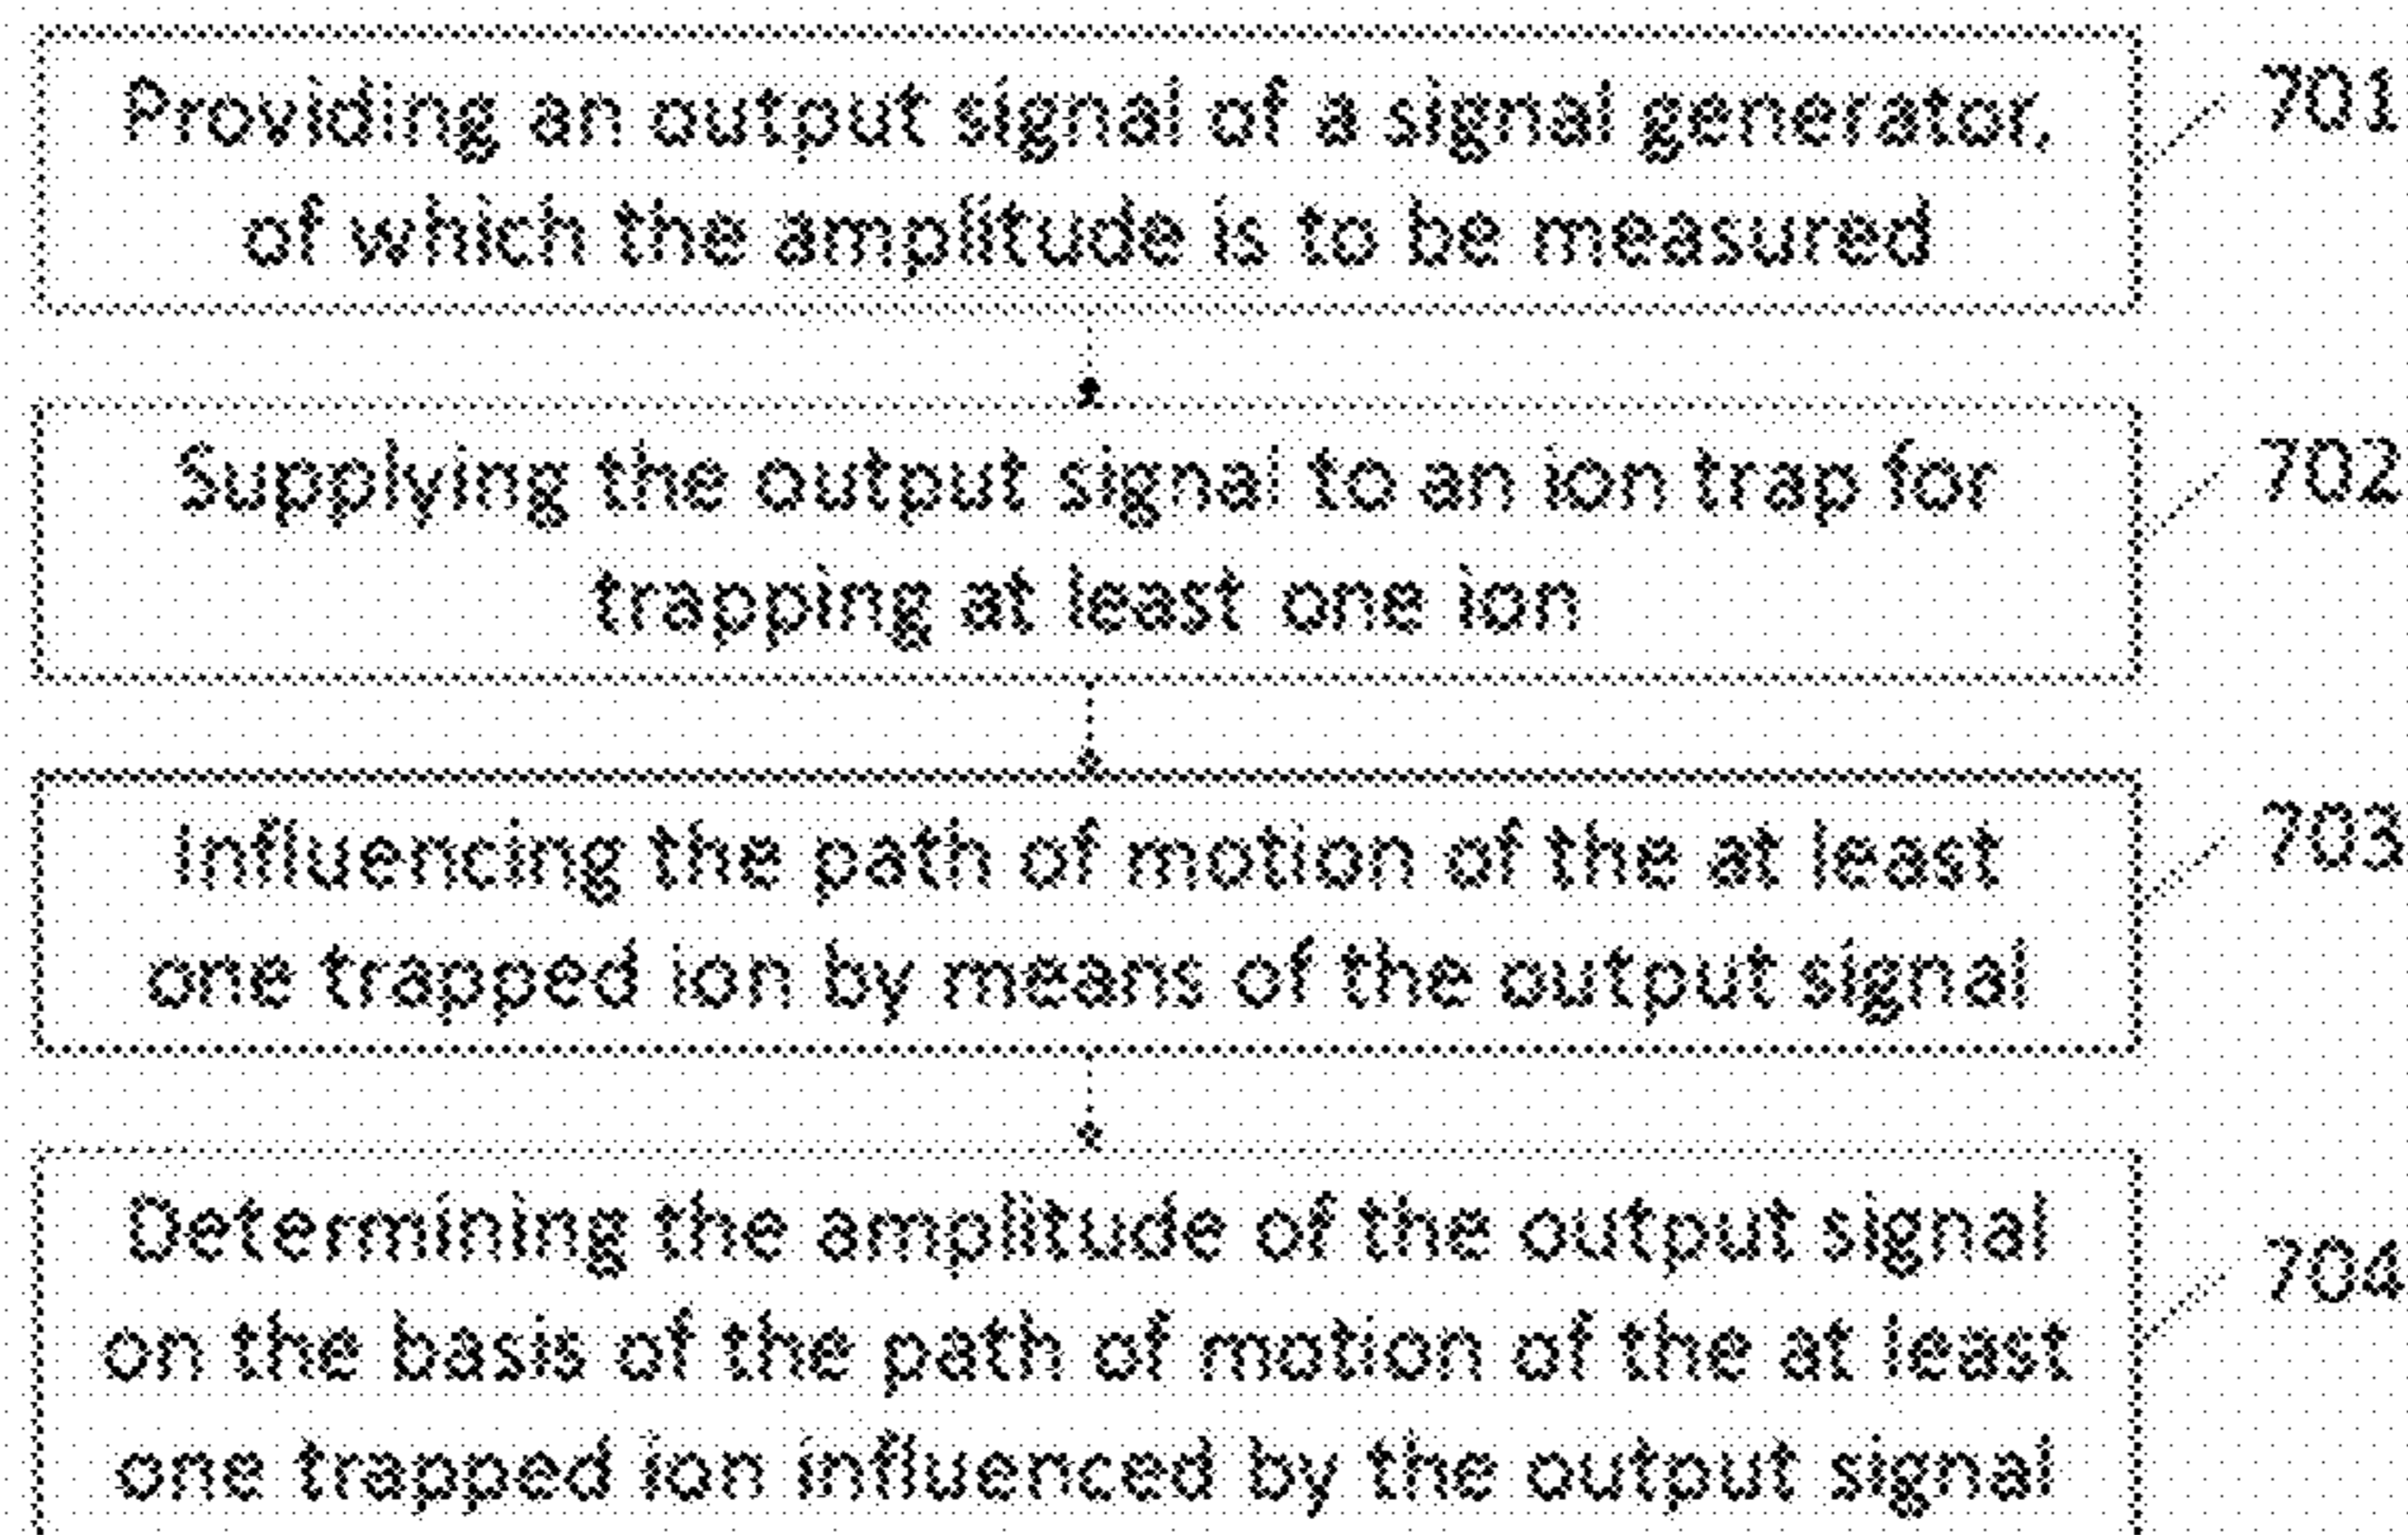 Providing an output signal of a signal generator, 701
of which the amplitude is to be measured
Supplying the output signal to an ion trap for 702
trapping at least one ion
Influencing the path of motion of the at least 703
one trapped ion by means of the output signal
Determining the amplitude of the output signal 704
on the basis of the path of motion of the at least
one trapped ion influenced by the output signal